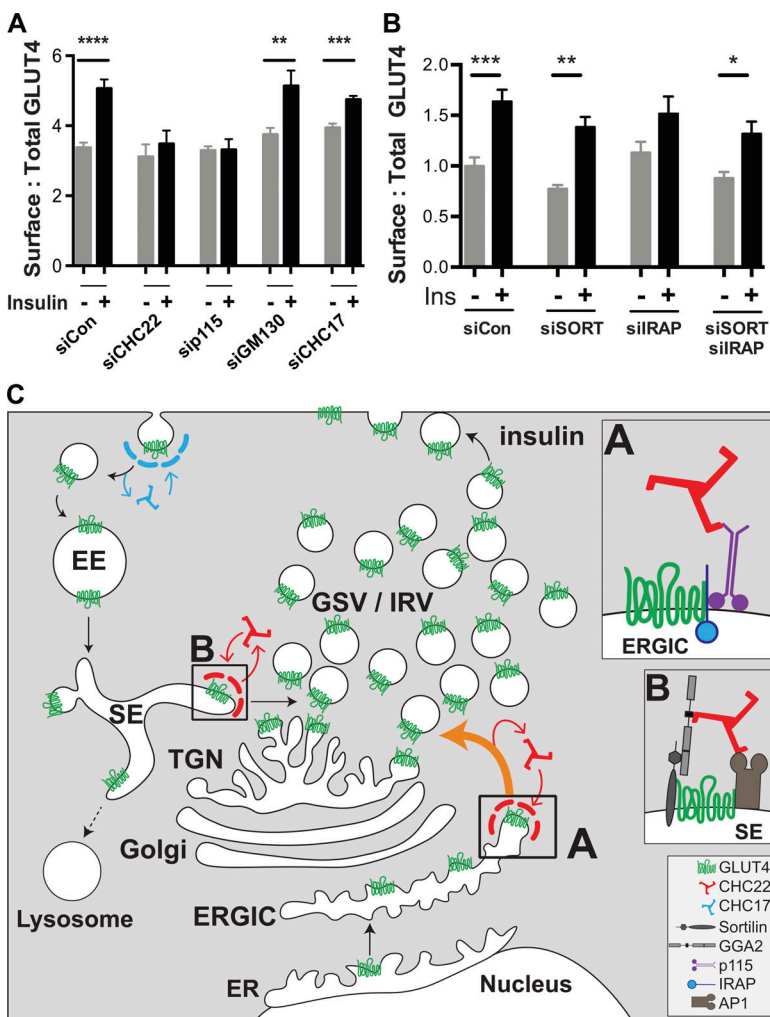 A
Surface : Total GLUT4
6
4
2
0
**** ** ***
Insulin - + - + - + - + - +
siCon
siCHC22
sip115
siGM130
siCHC17
B
Surface : Total GLUT4
2.0
1.5
1.0
0.5
0.0
*** ** *
Ins - + - + - + - +
siCon siSORT siIRAP siSORT
siIRAP
C
insulin
EE
GSV / IRV
B
SE
TGN
Golgi
A
ERGIC
Lysosome
ER
Nucleus
A
ERGIC
B
SE
GLUT4
CHC22
CHC17
Sortilin
GGA2
p115
IRAP
AP1